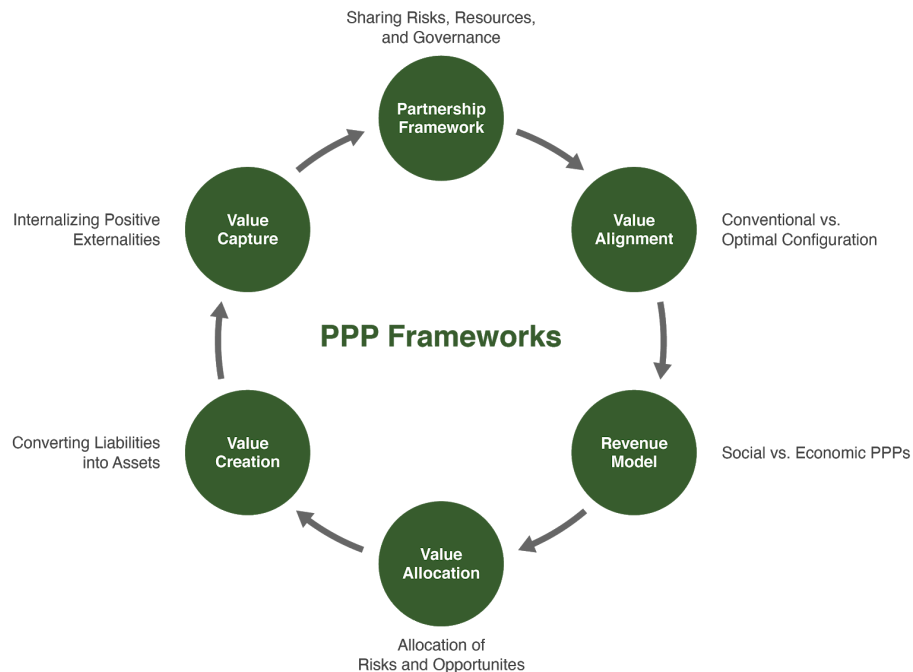 Sharing Risks, Resources,
and Governance
Partnership
Framework
Value
Alignment
Conventional vs.
Optimal Configuration
Revenue
Model
Social vs. Economic PPPs
Value
Allocation
Allocation of
Risks and Opportunites
Value
Creation
Converting Liabilities
into Assets
Value
Capture
Internalizing Positive
Externalities
PPP Frameworks